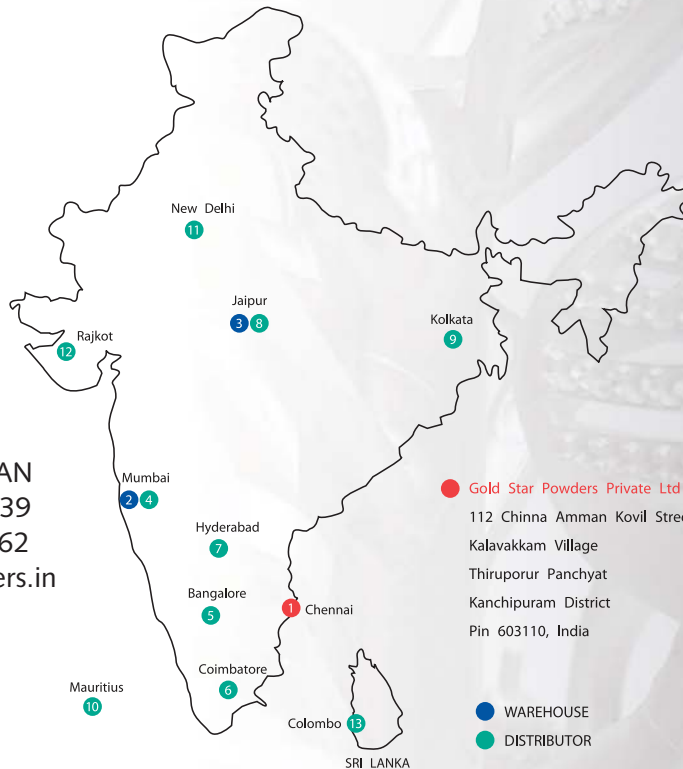 New Delhi
11
Jaipur
3 8
Kolkata
9
Rajkot
12
AN
39
62
ers.in
Mumbai
2 4
Hyderabad
7
Bangalore
5
1 Chennai
Coimbatore
6
Mauritius
10
Colombo 13
SRI LANKA
Gold Star Powders Private Ltd
112 Chinna Amman Kovil Stree
Kalavakkam Village
Thiruporur Panchyat
Kanchipuram District
Pin 603110, India
WAREHOUSE
DISTRIBUTOR